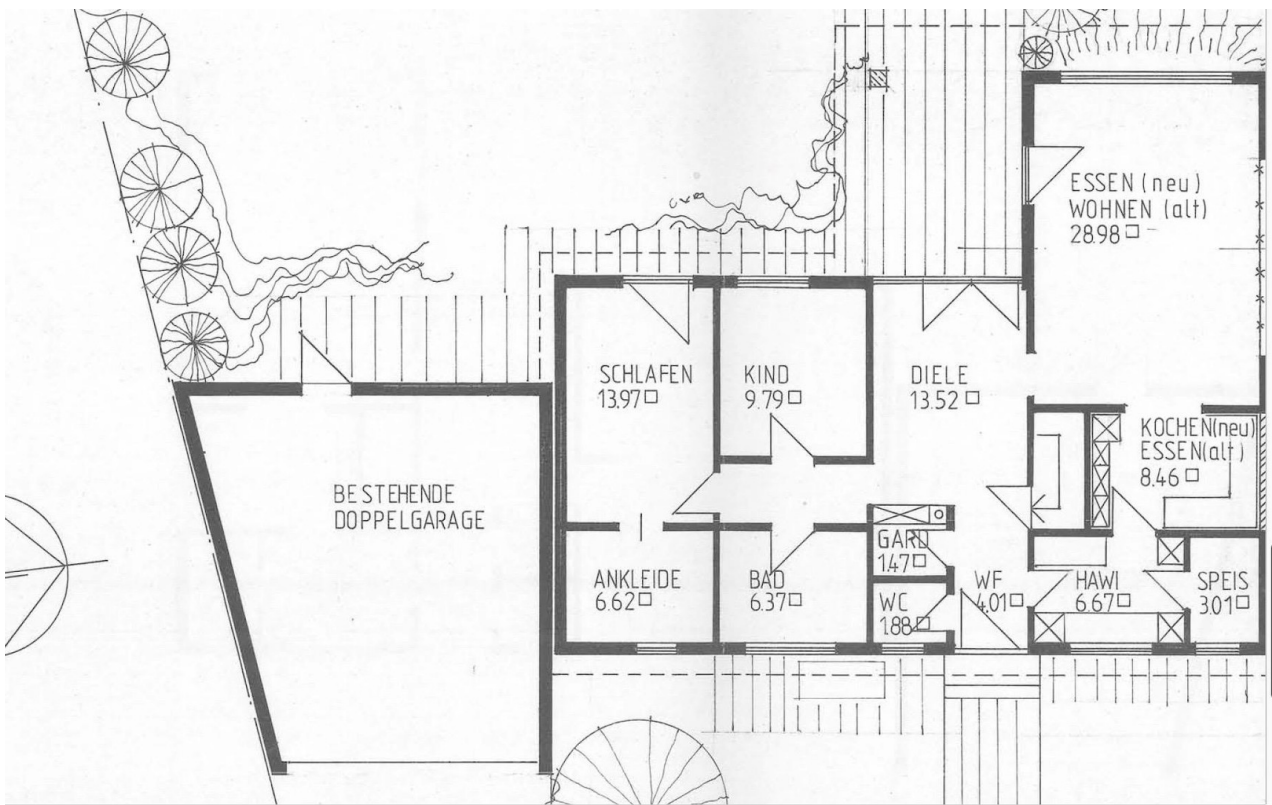 ESSEN (neu)
WOHNEN (alt)
28.98 □
SCHLAFEN
13.97 □
KIND
9.79 □
DIELE
13.52 □
KOCHEN(neu)
ESSEN(alt)
8.46 □
BESTEHENDE
DOPPELGARAGE
GARD
1.47 □
ANKLEIDE
6.62 □
BAD
6.37 □
WC
1.88 □
WF
4.01 □
HAWI
6.67 □
SPEIS
3.01 □